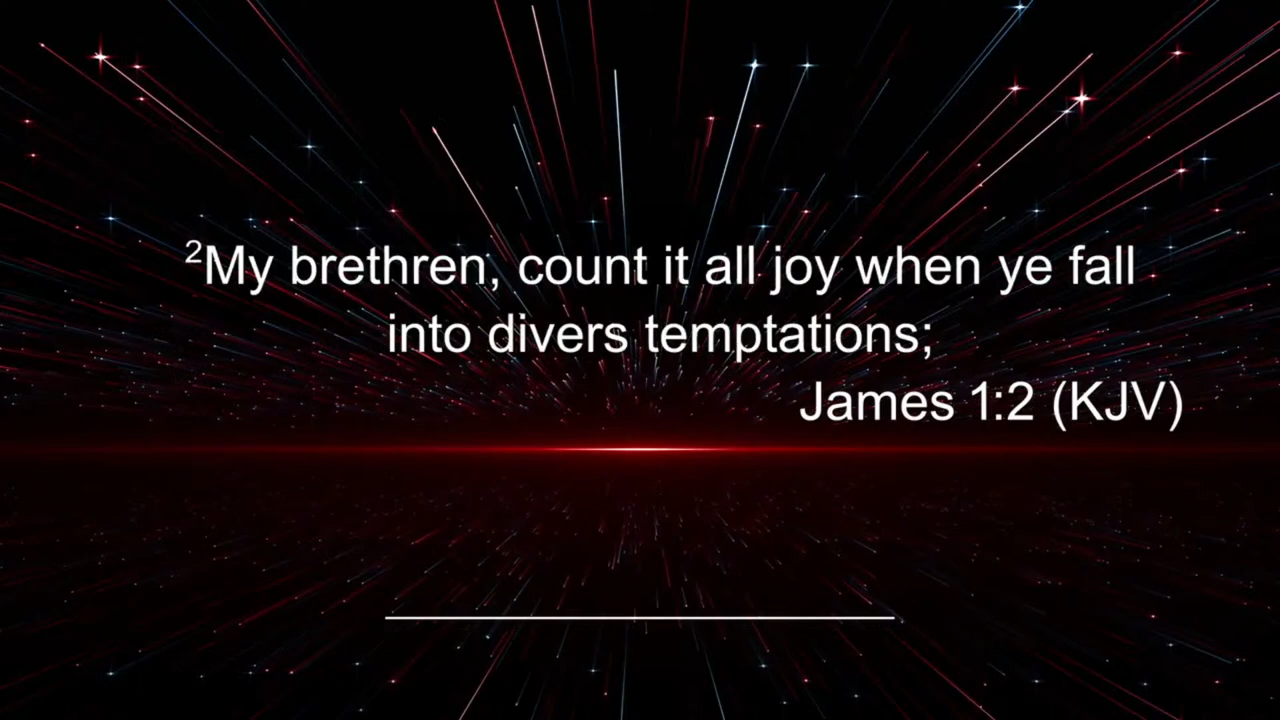 ²My brethren, count it all joy when ye fall
into divers temptations;
James 1:2 (KJV)